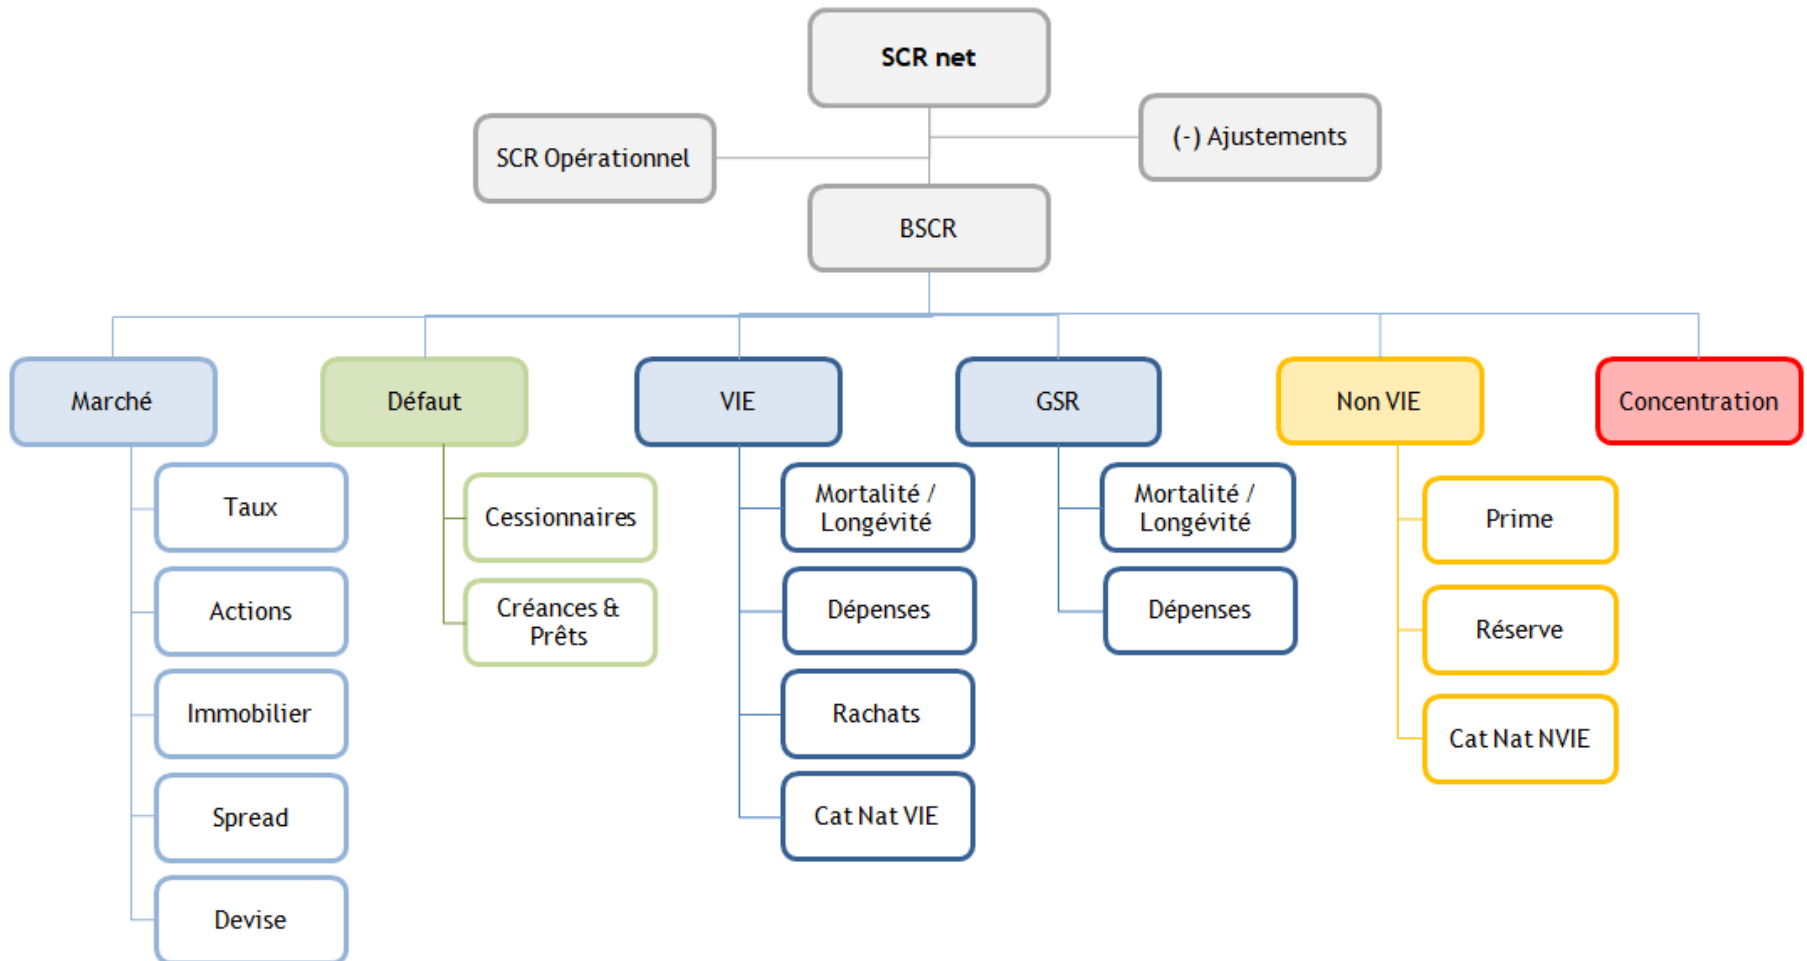 SCR net
(-) Ajustements
SCR Opérationnel
BSCR
Marché
Défaut
VIE
GSR
Non VIE
Concentration
Taux
Actions
Immobilier
Spread
Devise
Cessionnaires
Créances &
Prêts
Mortalité /
Longévité
Dépenses
Rachats
Cat Nat VIE
Mortalité /
Longévité
Dépenses
Prime
Réserve
Cat Nat NVIE